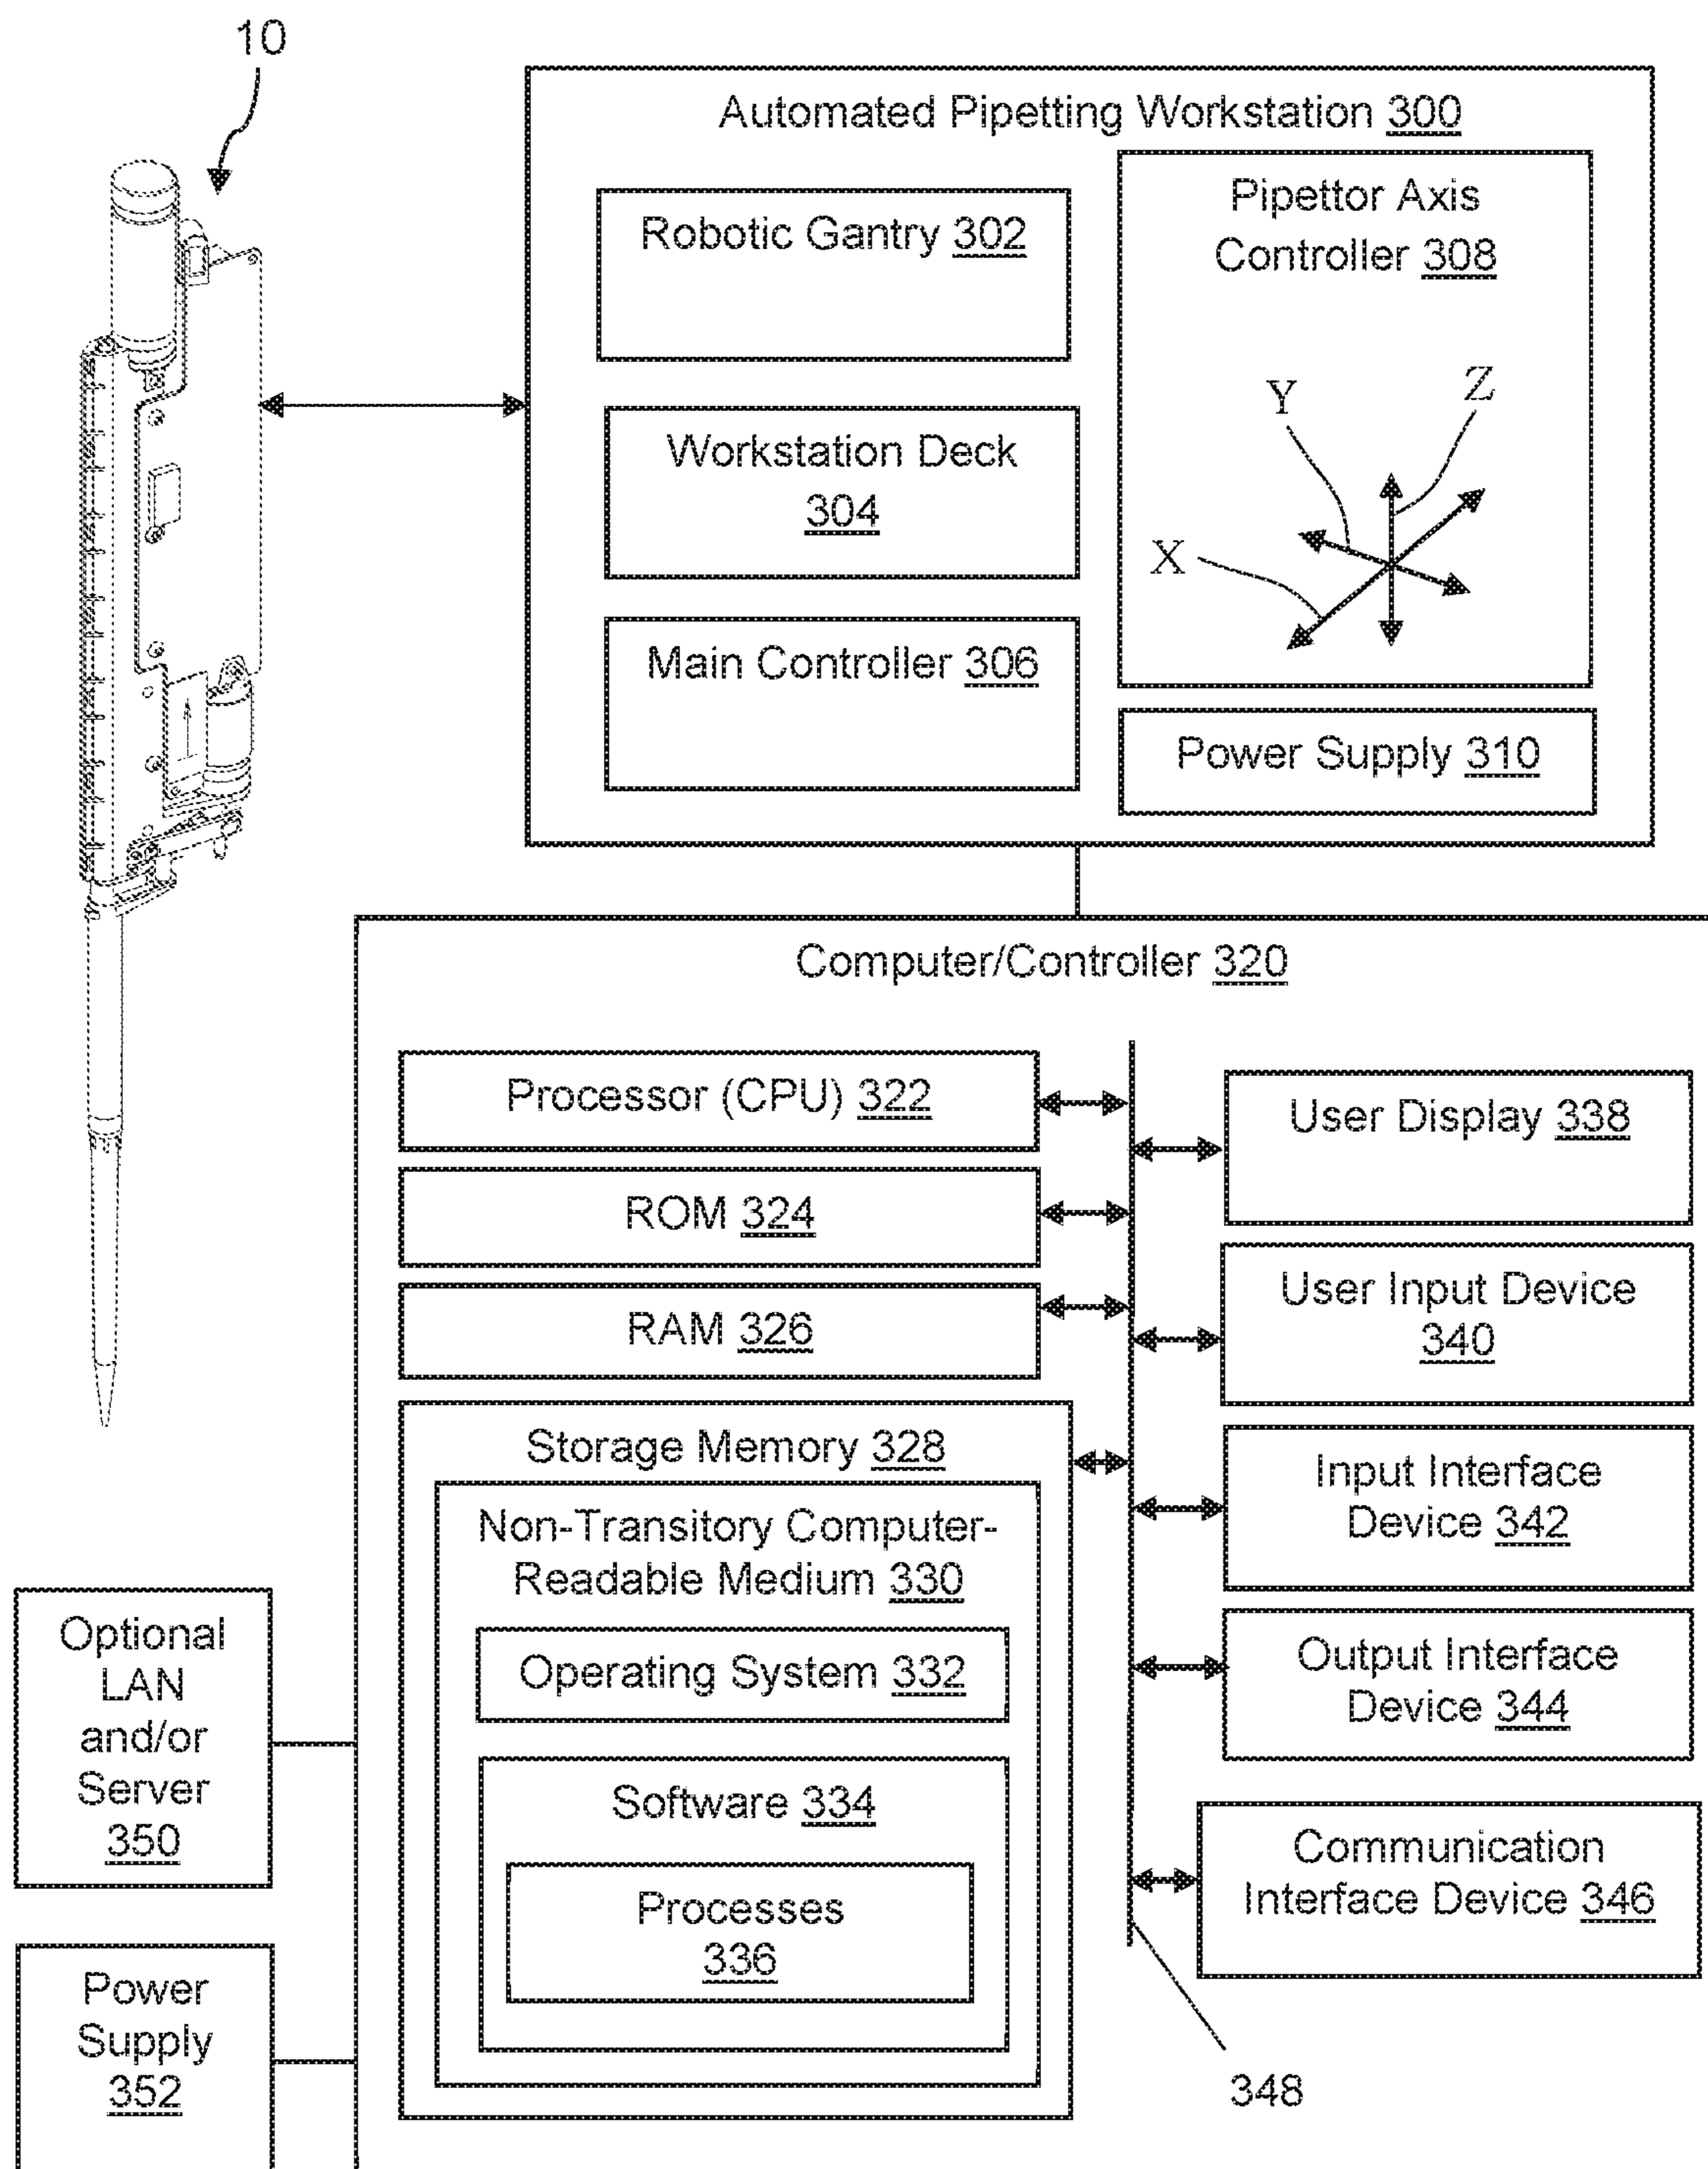 10
Automated Pipetting Workstation 300
Robotic Gantry 302
Workstation Deck
304
Main Controller 306
Pipettor Axis
Controller 308
Y
Z
X
Power Supply 310
Computer/Controller 320
Processor (CPU) 322
ROM 324
RAM 326
Storage Memory 328
Non-Transitory Computer-
Readable Medium 330
Operating System 332
Software 334
Processes
336
User Display 338
User Input Device
340
Input Interface
Device 342
Output Interface
Device 344
Communication
Interface Device 346
348
Optional
LAN
and/or
Server
350
Power
Supply
352